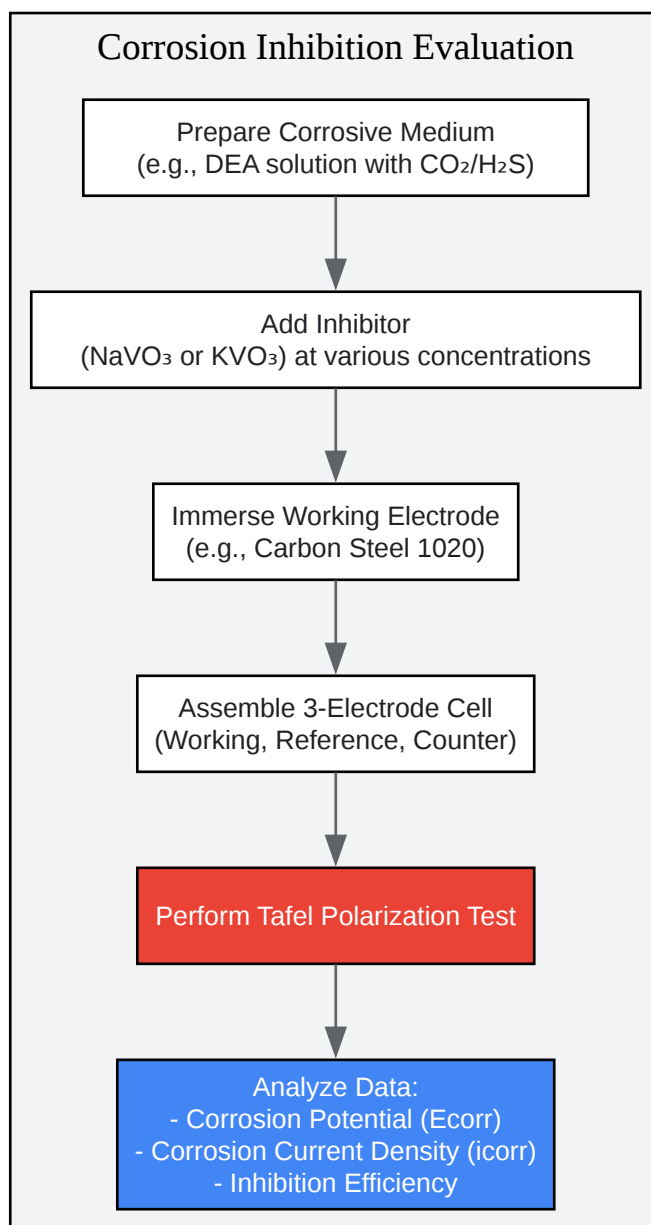 Corrosion Inhibition Evaluation
Prepare Corrosive Medium
(e.g., DEA solution with CO₂/H₂S)
Add Inhibitor
(NaVO₃ or KVO₃) at various concentrations
Immerse Working Electrode
(e.g., Carbon Steel 1020)
Assemble 3-Electrode Cell
(Working, Reference, Counter)
Perform Tafel Polarization Test
Analyze Data:
- Corrosion Potential (Ecorr)
- Corrosion Current Density (icorr)
- Inhibition Efficiency